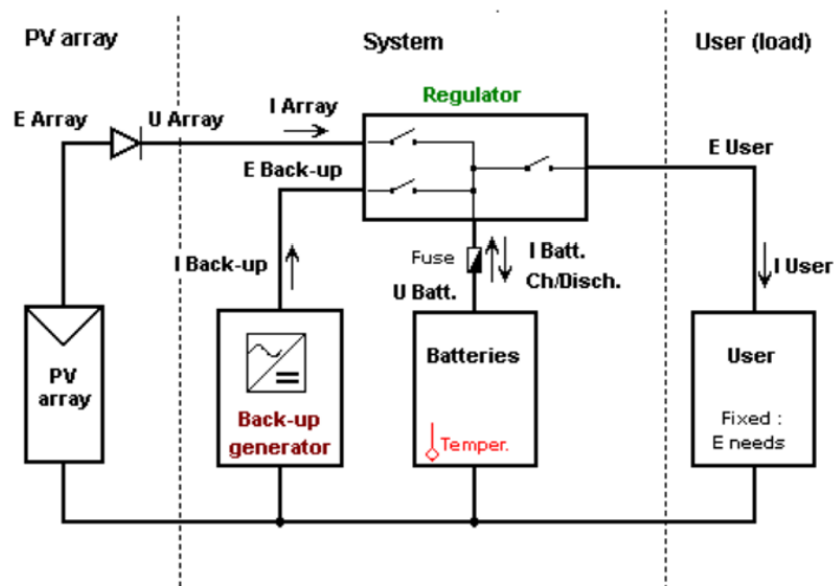 PV array
System
User (load)
Regulator
I Array
E Array
U Array
E Back-up
E User
I Back-up
Fuse
I Batt.
Ch/Disch.
U Batt.
I User
PV
array
Back-up
generator
Batteries
Temper.
User
Fixed :
E needs